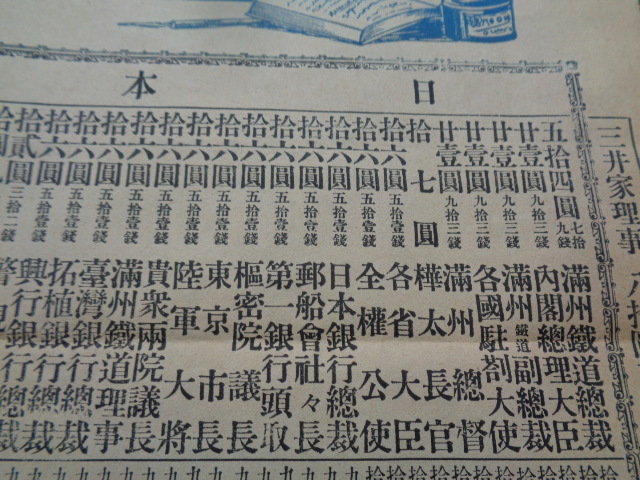 日本
三井家理事
五拾四圓七拾九錢 滿州鐵道總裁
廿壹圓九拾三錢 內閣總理大臣
廿壹圓九拾三錢 滿州鐵道副總裁
廿壹圓九拾三錢 各國駐劄大使
廿壹圓九拾三錢 滿州總督
拾七圓 樺太長官
拾六圓五拾壹錢 各省大臣
拾六圓五拾壹錢 全權公使
拾六圓五拾壹錢 日本銀行總裁
拾六圓五拾壹錢 郵船會社々長
拾六圓五拾壹錢 第一銀行頭取
拾六圓五拾壹錢 樞密院議長
拾六圓五拾壹錢 東京市長
拾六圓五拾壹錢 陸軍大將
拾六圓五拾壹錢 貴衆兩院議長
拾六圓五拾壹錢 滿州鐵道理事
拾六圓五拾壹錢 臺灣銀行總裁
拾六圓五拾壹錢 拓植銀行總裁
拾貳圓 興行銀行總裁